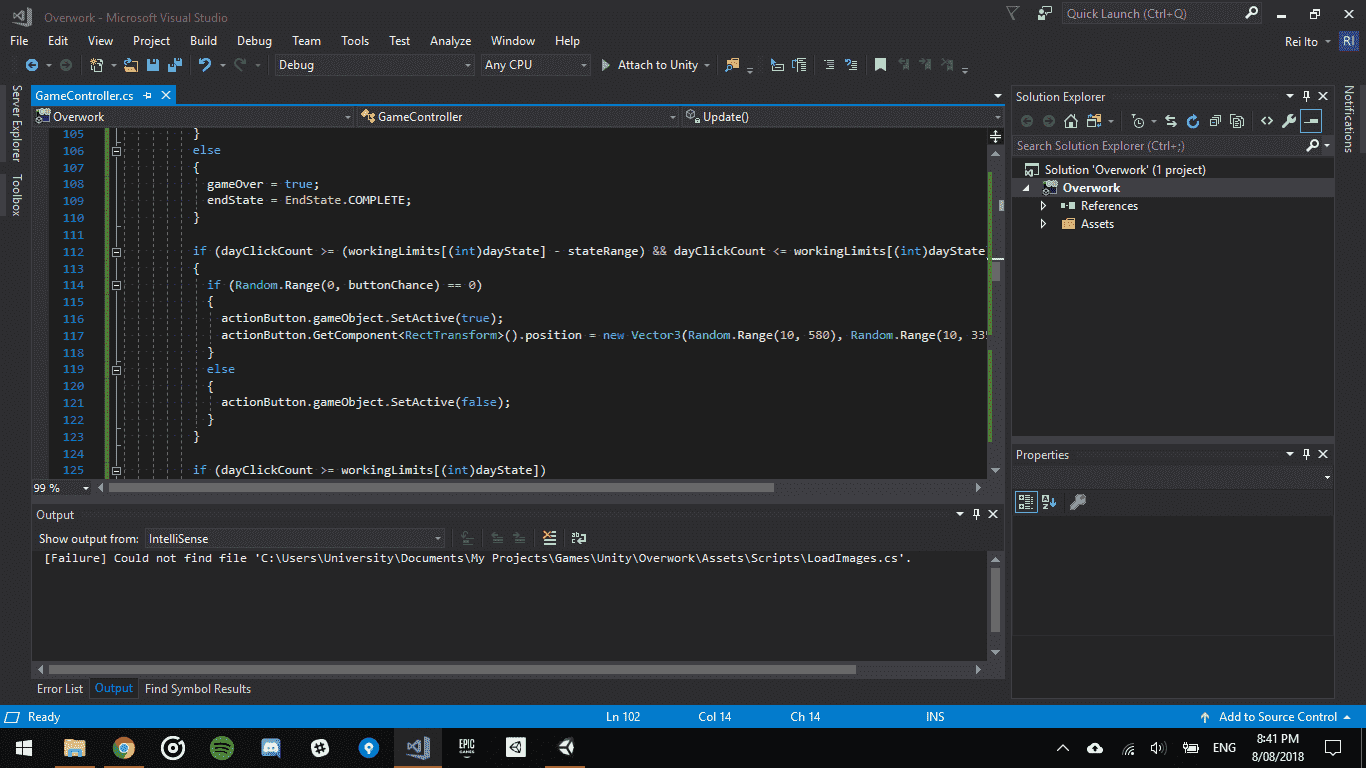 Overwork - Microsoft Visual Studio
Quick Launch (Ctrl+Q)
File Edit View Project Build Debug Team Tools Test Analyze Window Help
Rei Ito RI
Debug Any CPU Attach to Unity
Server Explorer
Toolbox
GameController.cs
Overwork GameController Update()
105 }
106 else
107 {
108 gameOver = true;
109 endState = EndState.COMPLETE;
110 }
111
112 if (dayClickCount >= (workingLimits[(int)dayState] - stateRange) && dayClickCount <= workingLimits[(int)dayState
113 {
114 if (Random.Range(0, buttonChance) == 0)
115 {
116 actionButton.gameObject.SetActive(true);
117 actionButton.GetComponent<RectTransform>().position = new Vector3(Random.Range(10, 580), Random.Range(10, 335
118 }
119 else
120 {
121 actionButton.gameObject.SetActive(false);
122 }
123 }
124
125 if (dayClickCount >= workingLimits[(int)dayState])
99 %
Output
Show output from: IntelliSense
[Failure] Could not find file 'C:\Users\University\Documents\My Projects\Games\Unity\Overwork\Assets\Scripts\LoadImages.cs'.
Error List Output Find Symbol Results
Solution Explorer
Search Solution Explorer (Ctrl+;)
Solution 'Overwork' (1 project)
Overwork
References
Assets
Properties
Notifications
Ready Ln 102 Col 14 Ch 14 INS Add to Source Control
EPIC
GAMES
ENG
8:41 PM
8/08/2018